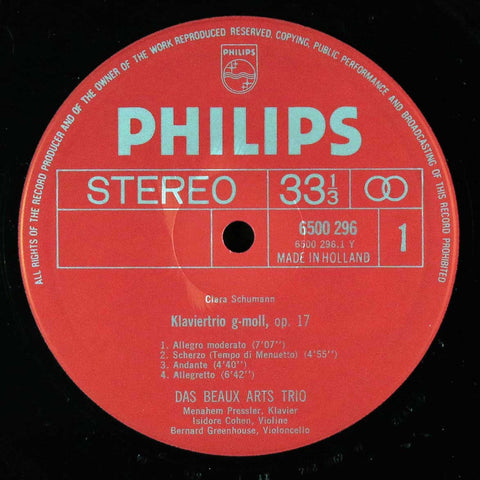 ALL RIGHTS OF THE RECORD PRODUCER AND OF THE OWNER OF THE WORK REPRODUCED RESERVED. COPYING, PUBLIC PERFORMANCE AND BROADCASTING OF THIS RECORD PROHIBITED
PHILIPS
PHILIPS
STEREO 33 1/3
6500 296
6500 296.1 Y
MADE IN HOLLAND
1
Clara Schumann
Klaviertrio g-moll, op. 17
1. Allegro moderato (7'07'')
2. Scherzo (Tempo di Menuetto) (4'55'')
3. Andante (4'40'')
4. Allegretto (6'42'')
DAS BEAUX ARTS TRIO
Menahem Pressler, Klavier
Isidore Cohen, Violine
Bernard Greenhouse, Violoncello